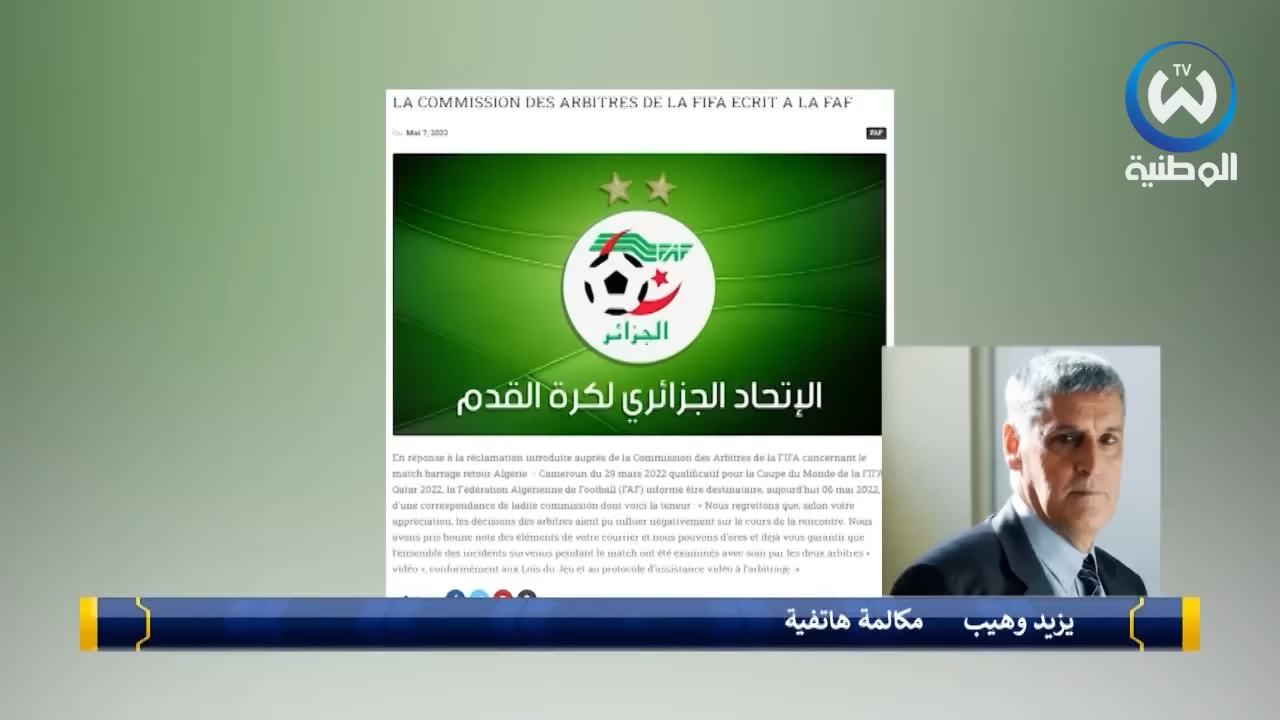 TV
W
الوطنية
LA COMMISSION DES ARBITRES DE LA FIFA ECRIT A LA FAF
On Mai 7, 2022
FAF
FAF
الجزائر
الإتحاد الجزائري لكرة القدم
En réponse à la réclamation introduite auprès de la Commission des Arbitres de la FIFA concernant le
match barrage retour Algérie – Cameroun du 29 mars 2022 qualificatif pour la Coupe du Monde de la FIFA
Qatar 2022, la Fédération Algérienne de Football (FAF) informe être destinataire, aujourd'hui 06 mai 2022,
d'une correspondance de ladite commission dont voici la teneur : « Nous regrettons que, selon votre
appréciation, les décisions des arbitres aient pu influer négativement sur le cours de la rencontre. Nous
avons pris bonne note des éléments de votre courrier et nous pouvons d'ores et déjà vous garantir que
l'ensemble des incidents survenus pendant le match ont été examinés avec soin par les deux arbitres «
vidéo », conformément aux Lois du Jeu et au protocole d'assistance vidéo à l'arbitrage .»
يزيد وهيب مكالمة هاتفية